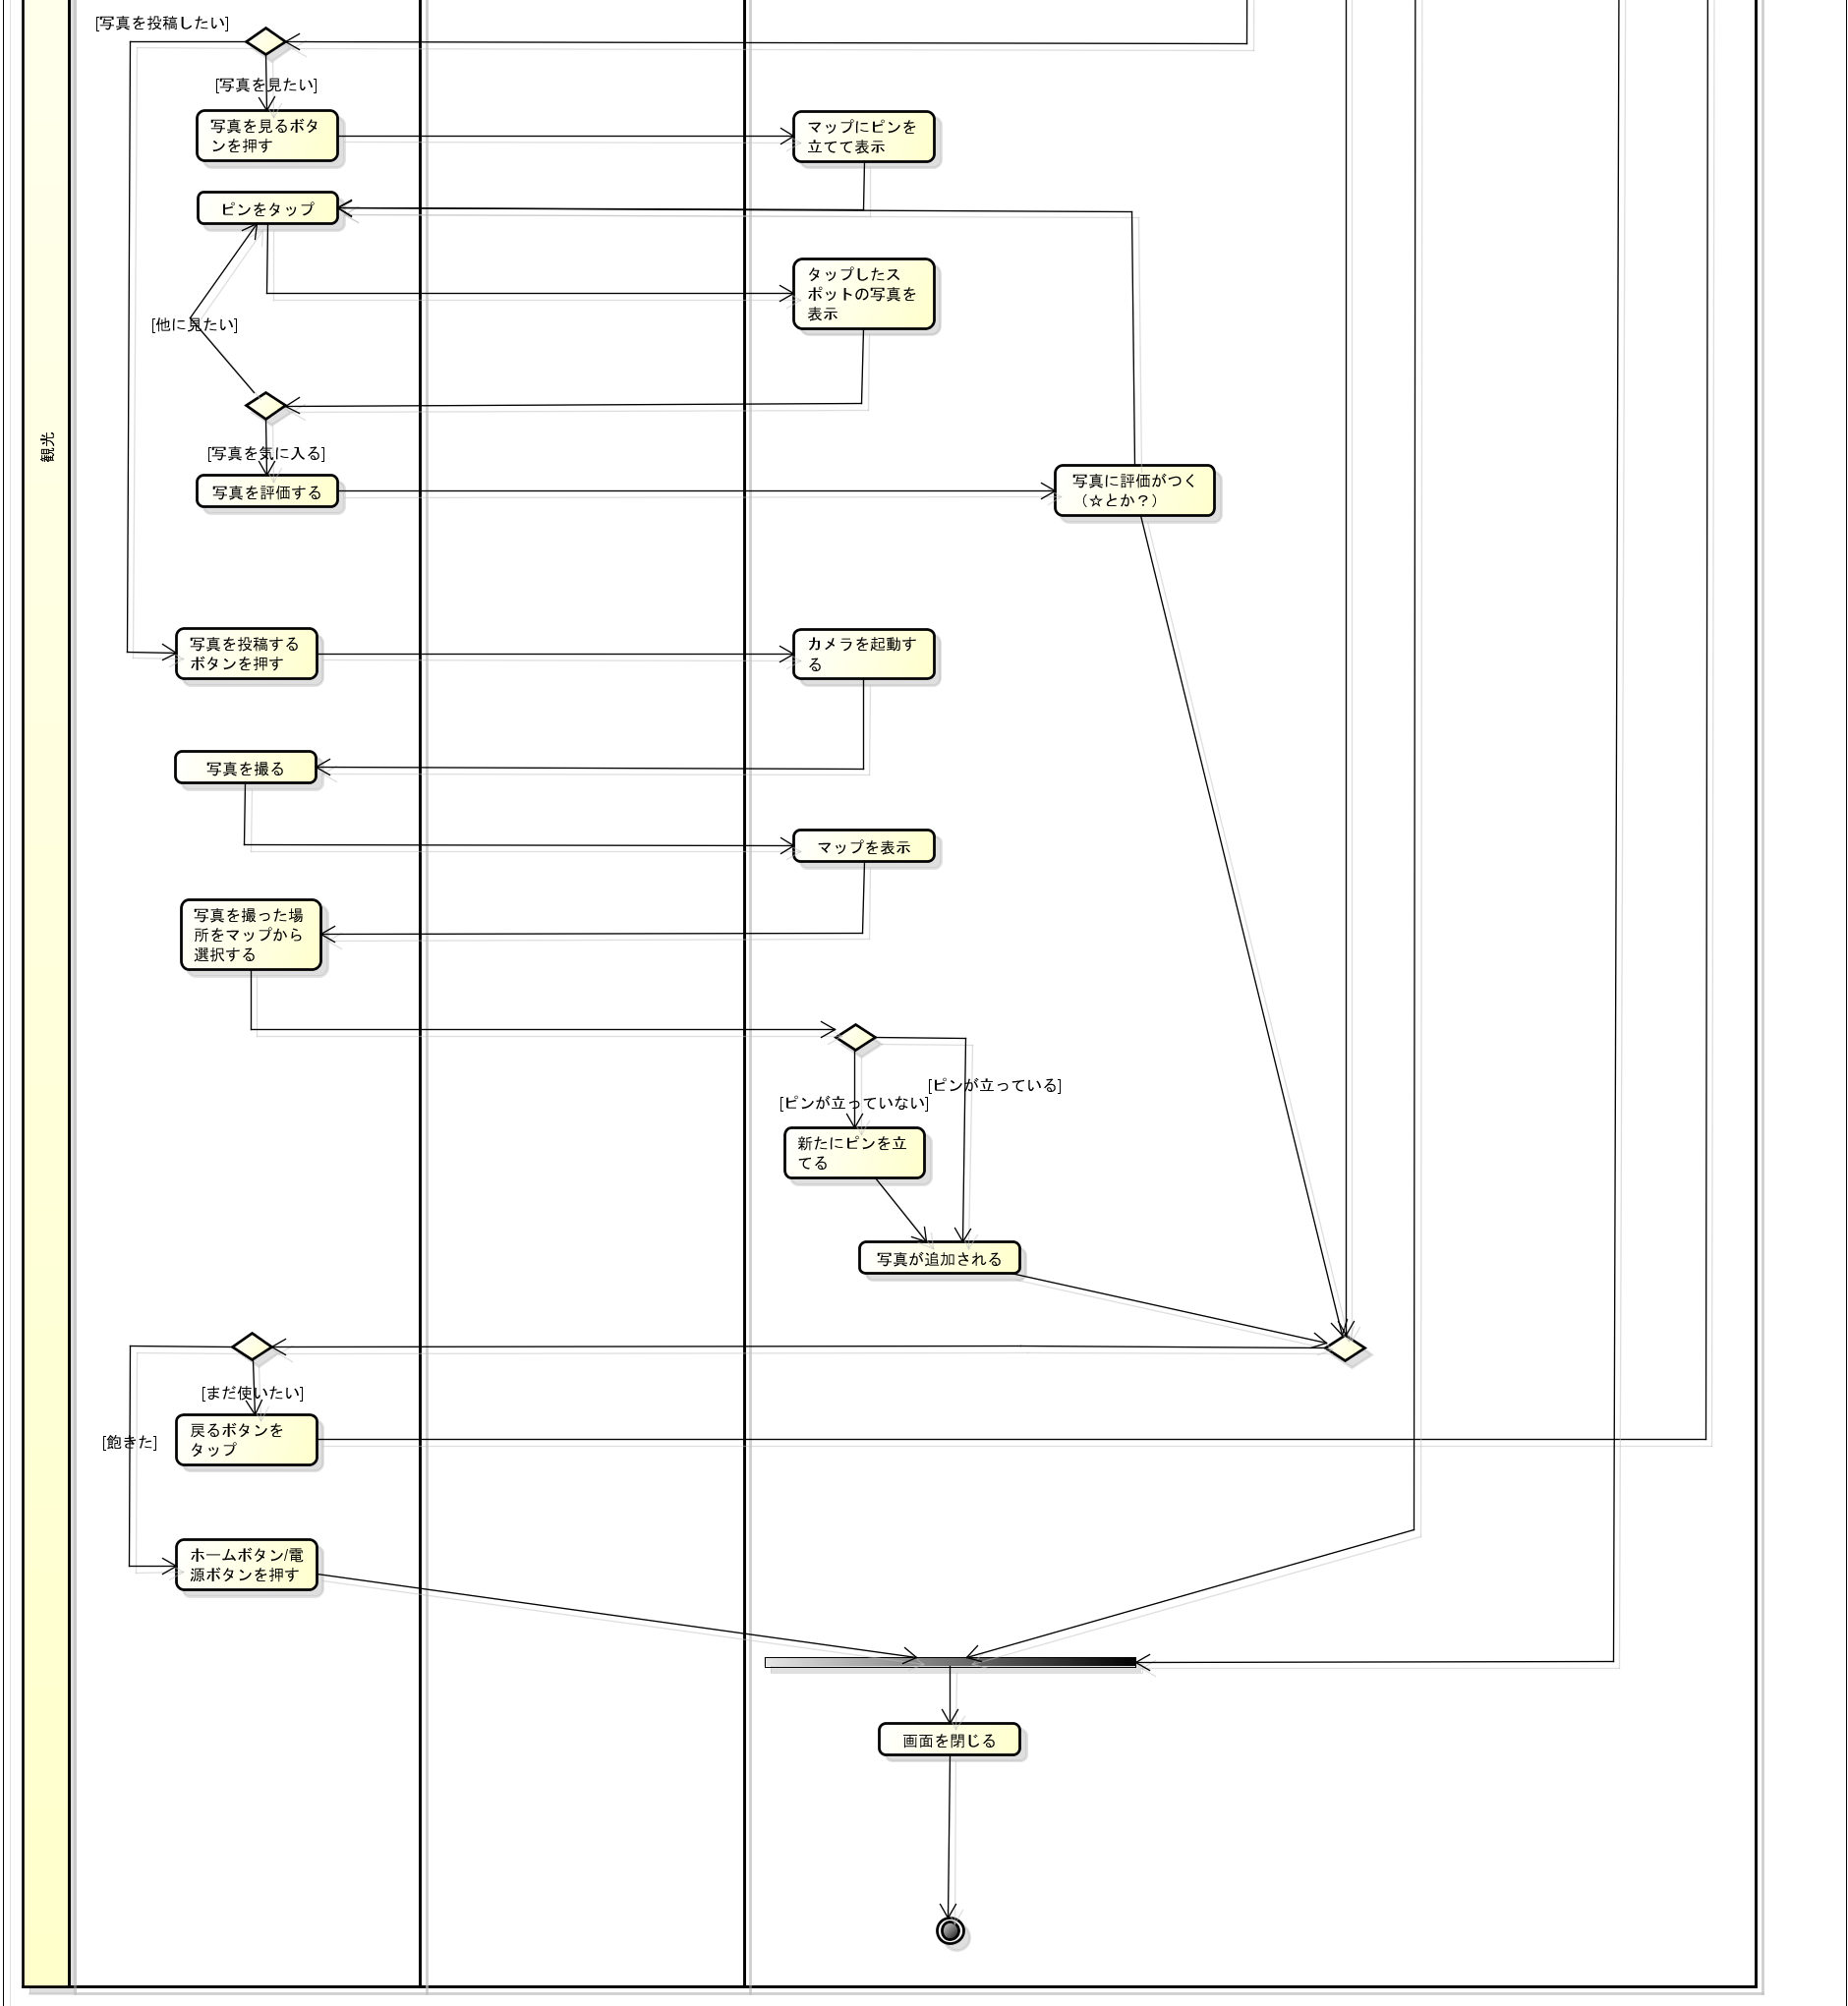 [写真を投稿したい]
[写真を見たい]
写真を見るボタ
ンを押す
マップにピンを
立てて表示
ピンをタップ
タップしたス
ポットの写真を
表示
[他に見たい]
観光
[写真を気に入る]
写真を評価する
写真に評価がつく
（☆とか？）
写真を投稿する
ボタンを押す
カメラを起動す
る
写真を撮る
マップを表示
写真を撮った場
所をマップから
選択する
[ピンが立っている]
[ピンが立っていない]
新たにピンを立
てる
写真が追加される
[まだ使いたい]
戻るボタンを
タップ
[飽きた]
ホームボタン/電
源ボタンを押す
画面を閉じる